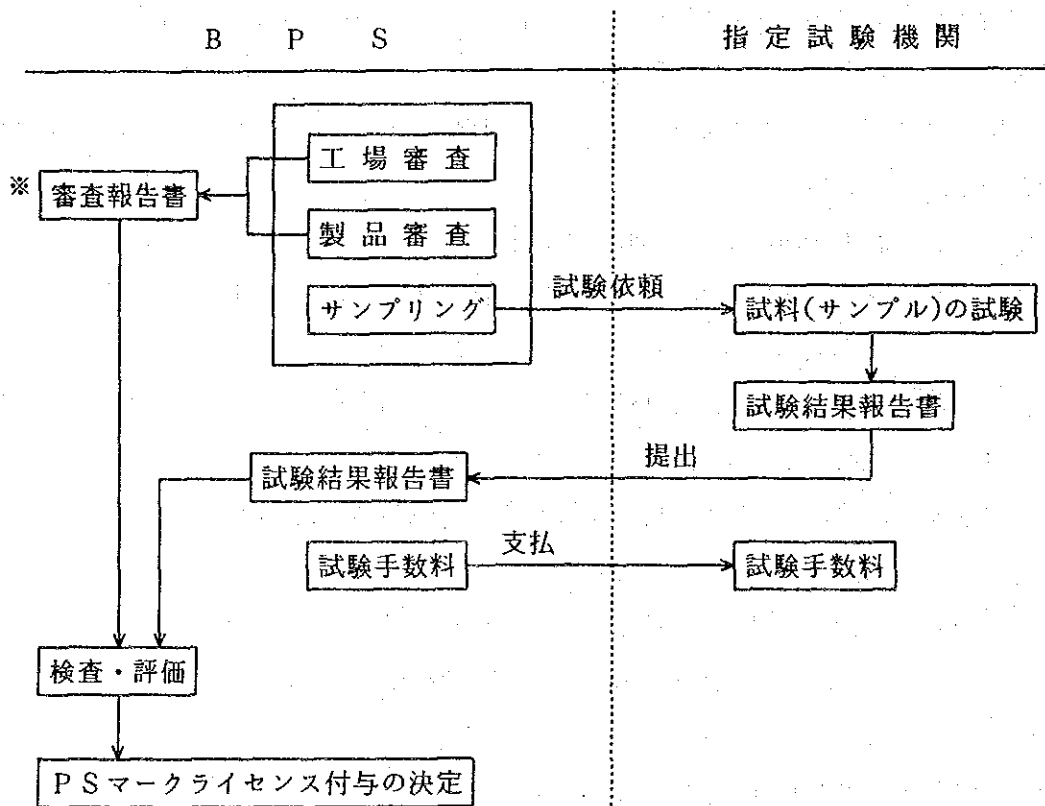 BPS 指定試験機関
工場審査
※ 審査報告書
製品審査
試験依頼
サンプリング
試料(サンプル)の試験
試験結果報告書
提出
試験結果報告書
支払
試験手数料
試験手数料
検査・評価
PSマークライセンス付与の決定